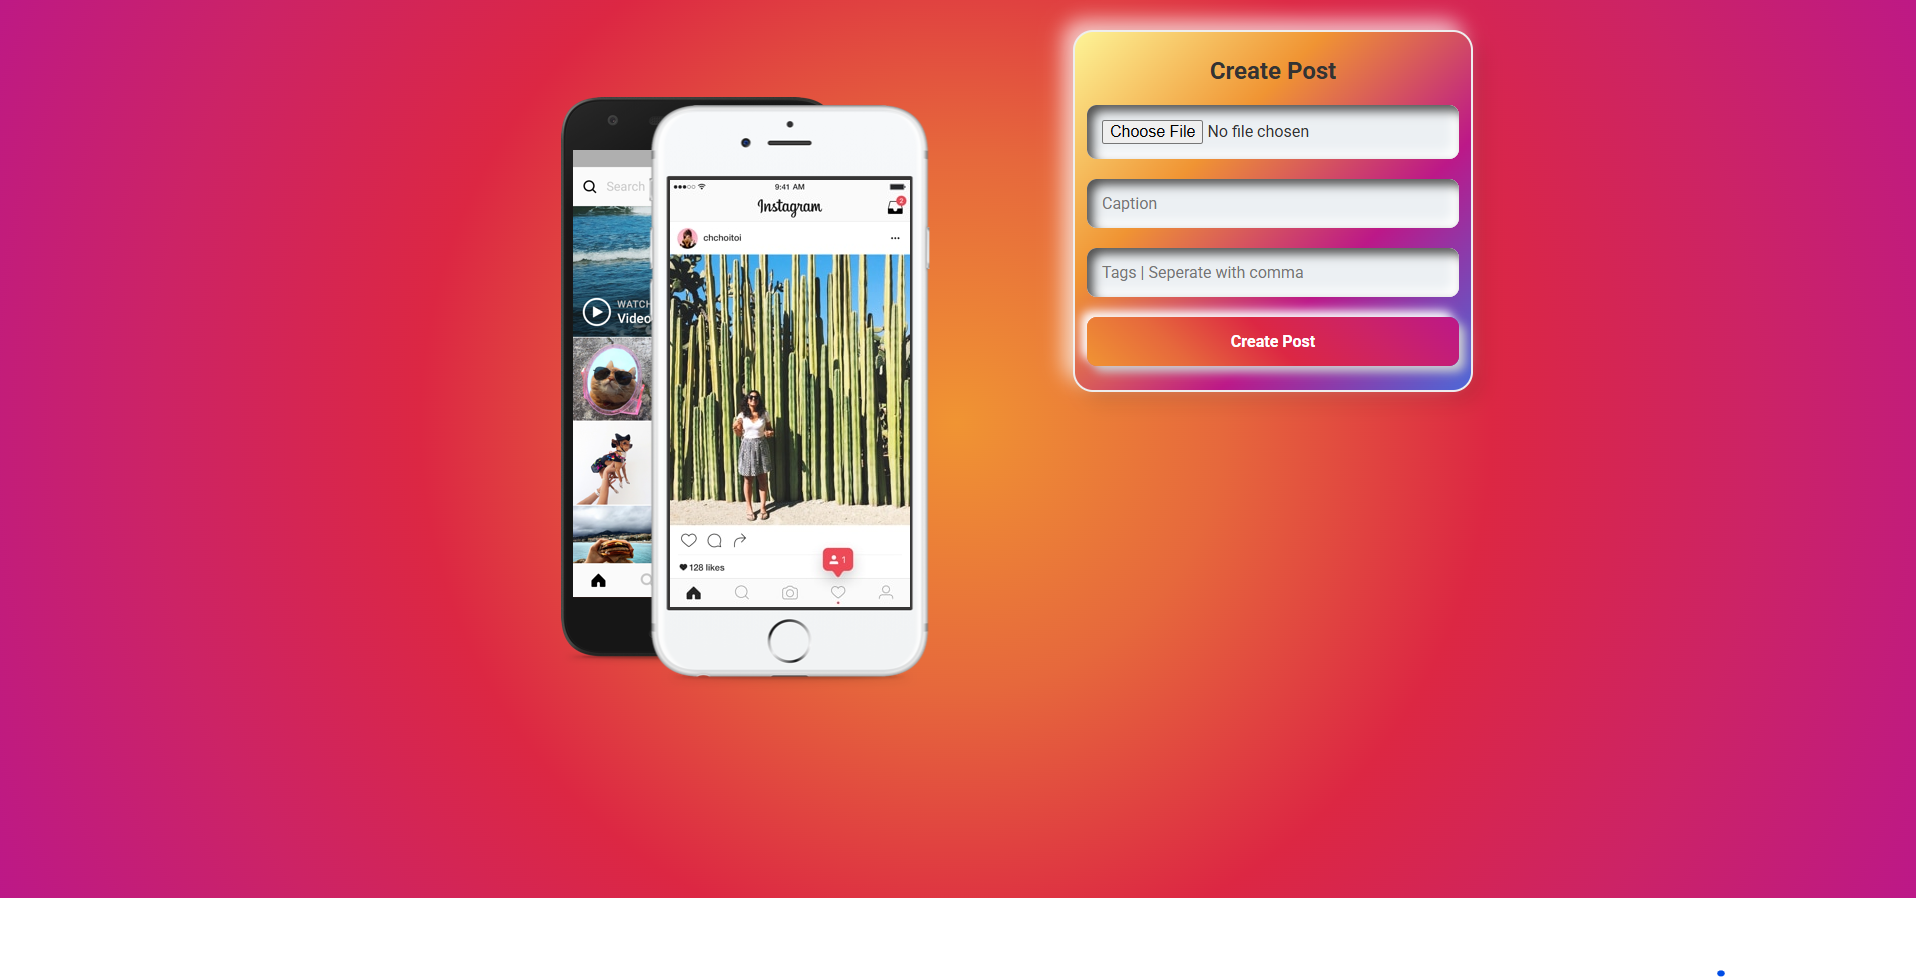 Create Post
Choose File No file chosen
Caption
Tags | Seperate with comma
Create Post
Search
WATCH
Video
9:41 AM
Instagram
2
chchoitoi
1
128 likes